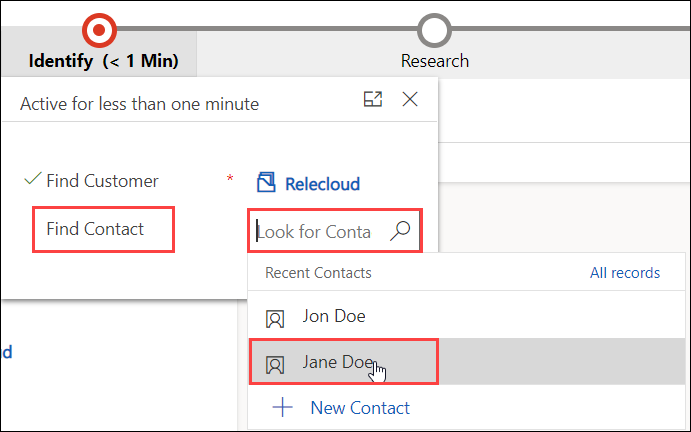 Identify (< 1 Min)
Research
Active for less than one minute
Find Customer * Relecloud
Find Contact
Look for Conta
Recent Contacts All records
Jon Doe
Jane Doe
d
New Contact